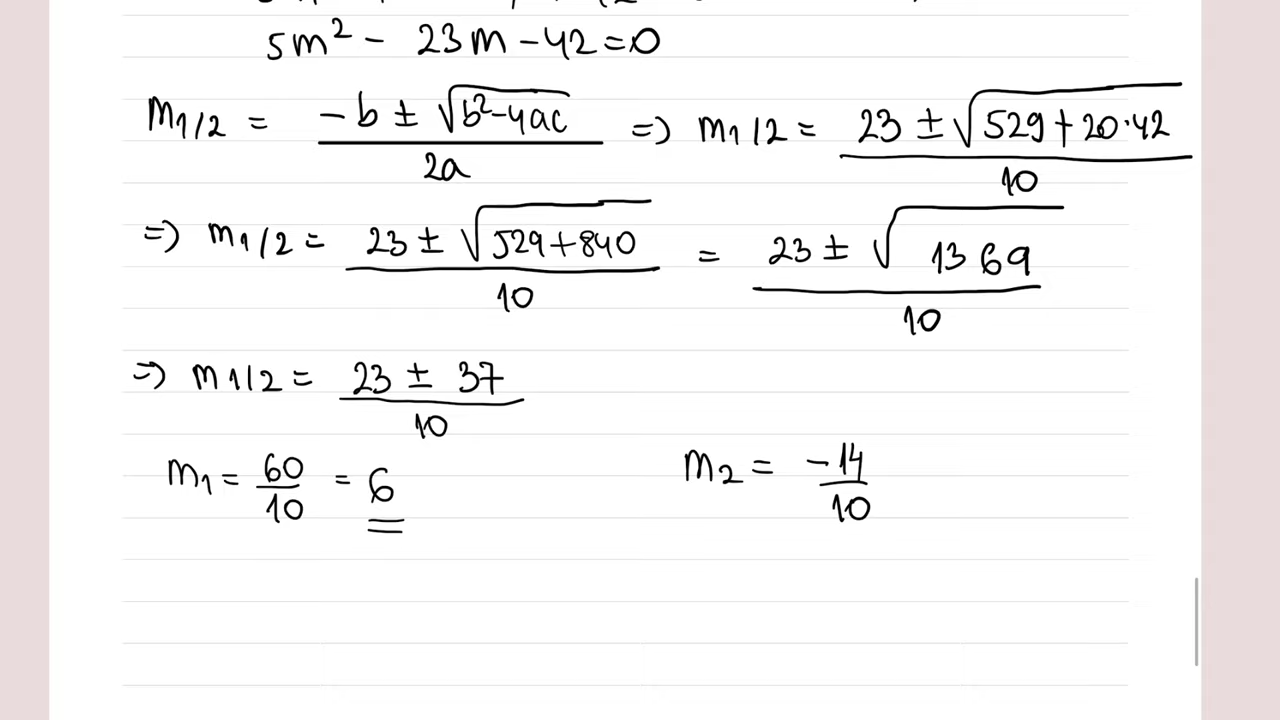 5m² - 23m - 42 = 0
m1/2 = (-b ± √(b²-4ac)) / 2a => m1/2 = (23 ± √(529+20·42)) / 10
=> m1/2 = (23 ± √(529+840)) / 10 = (23 ± √(1369)) / 10
=> m1/2 = (23 ± 37) / 10
m1 = 60/10 = 6 m2 = -14/10